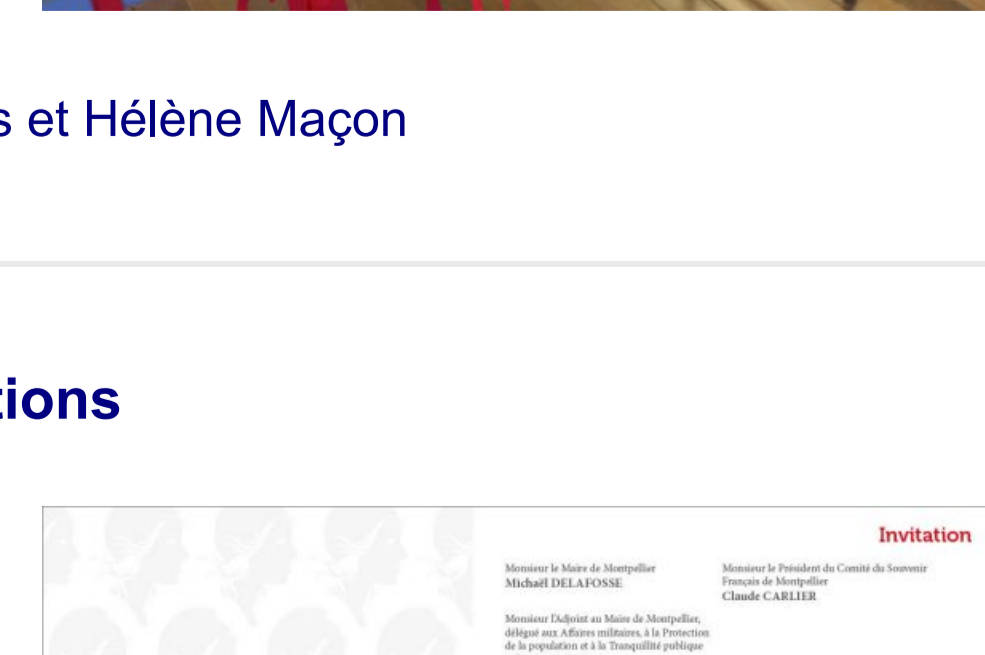 s et Hélène Maçon
tions
Invitation
Monsieur le Maire de Montpellier
Michaël DELAFOSSE
Monsieur le Président du Comité du Souvenir
Français de Montpellier
Claude CARLIER
Monsieur l'Adjoint au Maire de Montpellier,
délégué aux Affaires militaires, à la Protection
de la population et à la Tranquillité publique